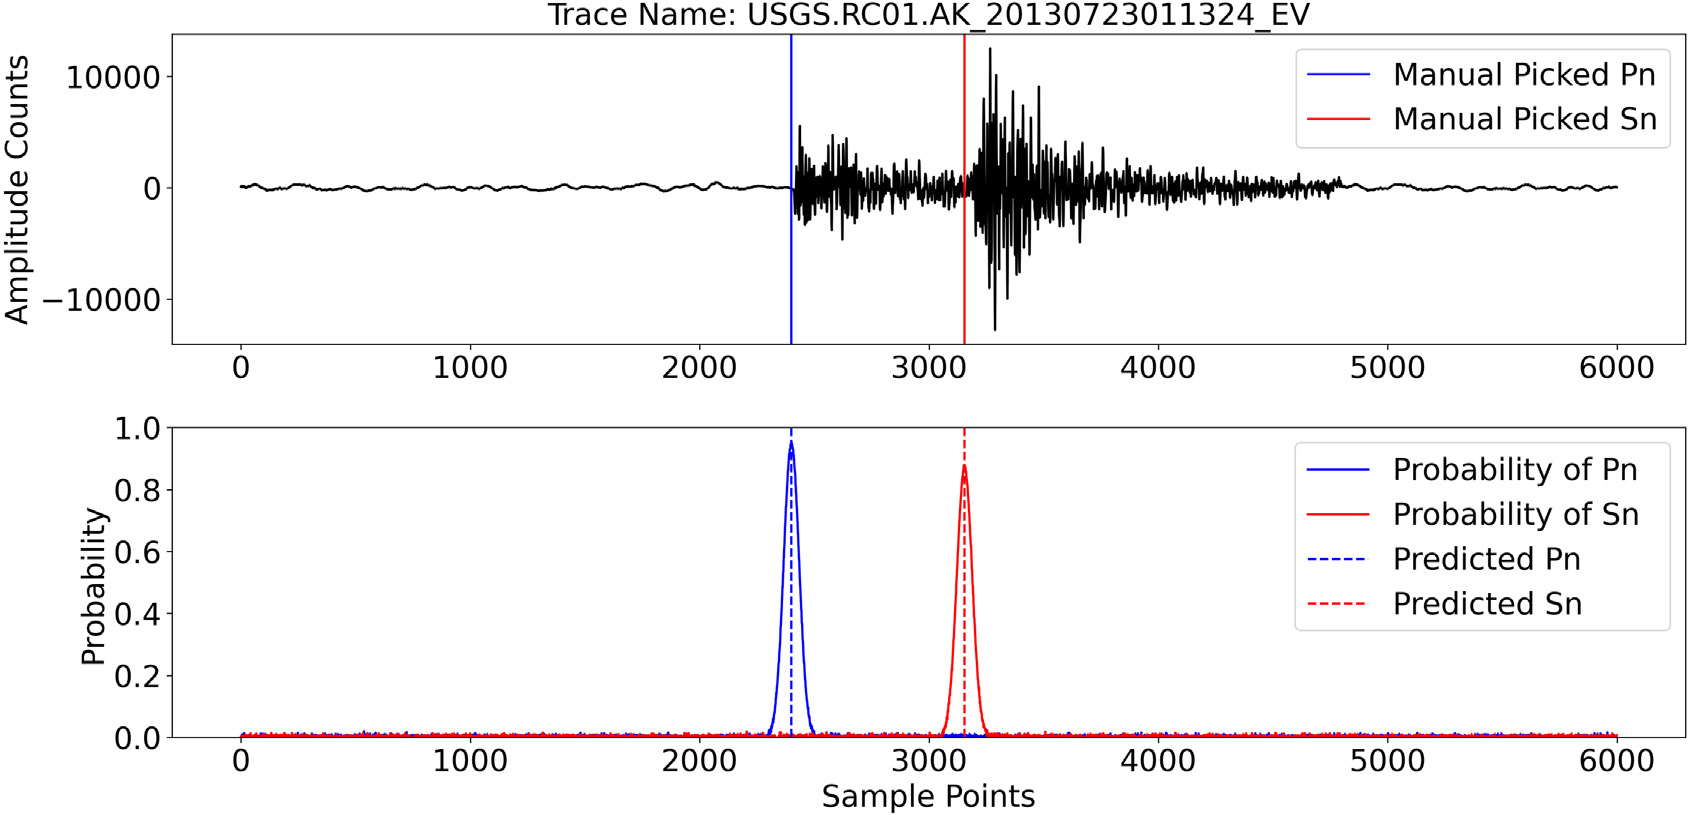 Trace Name: USGS.RC01.AK_20130723011324_EV
Amplitude Counts
10000
0
−10000
Manual Picked Pn
Manual Picked Sn
0 1000 2000 3000 4000 5000 6000
Probability
1.0
0.8
0.6
0.4
0.2
0.0
Probability of Pn
Probability of Sn
Predicted Pn
Predicted Sn
0 1000 2000 3000 4000 5000 6000
Sample Points